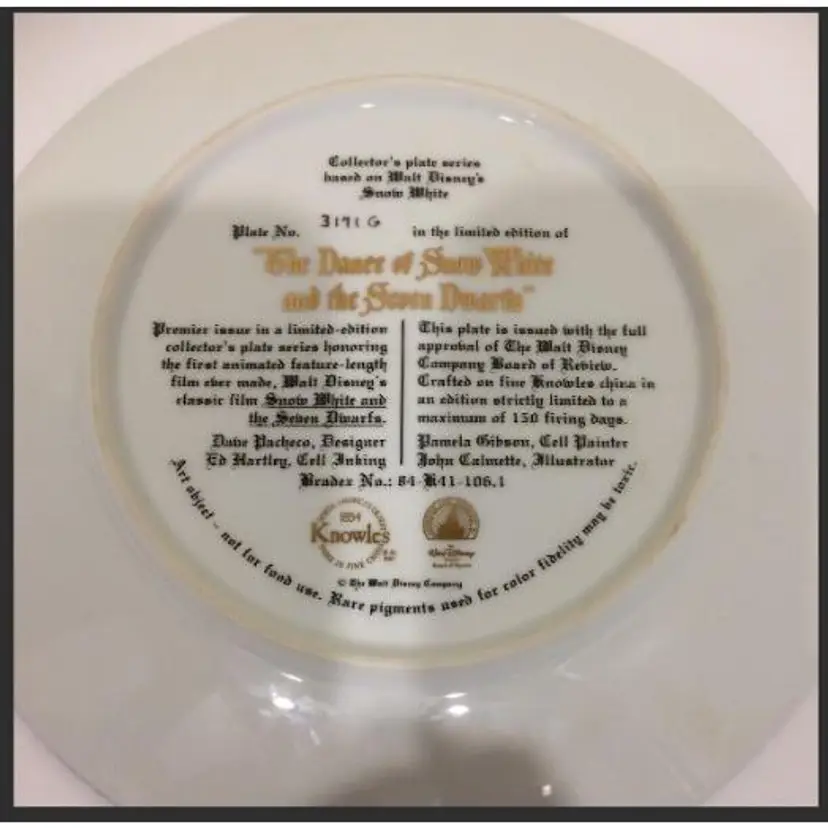 Collector's plate series
based on Walt Disney's
Snow White
Plate No. 3191G in the limited edition of
"The Dance of Snow White
and the Seven Dwarfs"
Premier issue in a limited-edition
collector's plate series honoring
the first animated feature-length
film ever made, Walt Disney's
classic film Snow White and
the Seven Dwarfs.
Dave Pacheco, Designer
Ed Hartley, Cell Inking
This plate is issued with the full
approval of The Walt Disney
Company Board of Review.
Crafted on fine Knowles china in
an edition strictly limited to a
maximum of 150 firing days.
Pamela Gibson, Cell Painter
John Calmette, Illustrator
Bradex No.: 84-K41-106.1
1854
Knowles
Walt Disney
© The Walt Disney Company
Art object – not for food use. Rare pigments used for color fidelity may be toxic.